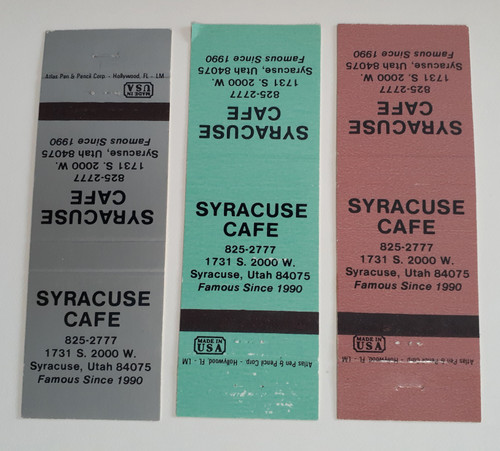 Atlas Pen & Pencil Corp - Hollywood, FL - LM
MADE IN
USA
SYRACUSE
CAFE
825-2777
1731 S. 2000 W.
Syracuse, Utah 84075
Famous Since 1990
SYRACUSE
CAFE
825-2777
1731 S. 2000 W.
Syracuse, Utah 84075
Famous Since 1990
SYRACUSE
CAFE
825-2777
1731 S. 2000 W.
Syracuse, Utah 84075
Famous Since 1990
SYRACUSE
CAFE
825-2777
1731 S. 2000 W.
Syracuse, Utah 84075
Famous Since 1990
MADE IN
USA
Atlas Pen & Pencil Corp - Hollywood, FL - LM
SYRACUSE
CAFE
825-2777
1731 S. 2000 W.
Syracuse, Utah 84075
Famous Since 1990
SYRACUSE
CAFE
825-2777
1731 S. 2000 W.
Syracuse, Utah 84075
Famous Since 1990
MADE IN
USA
Atlas Pen & Pencil Corp - Hollywood, FL - LM